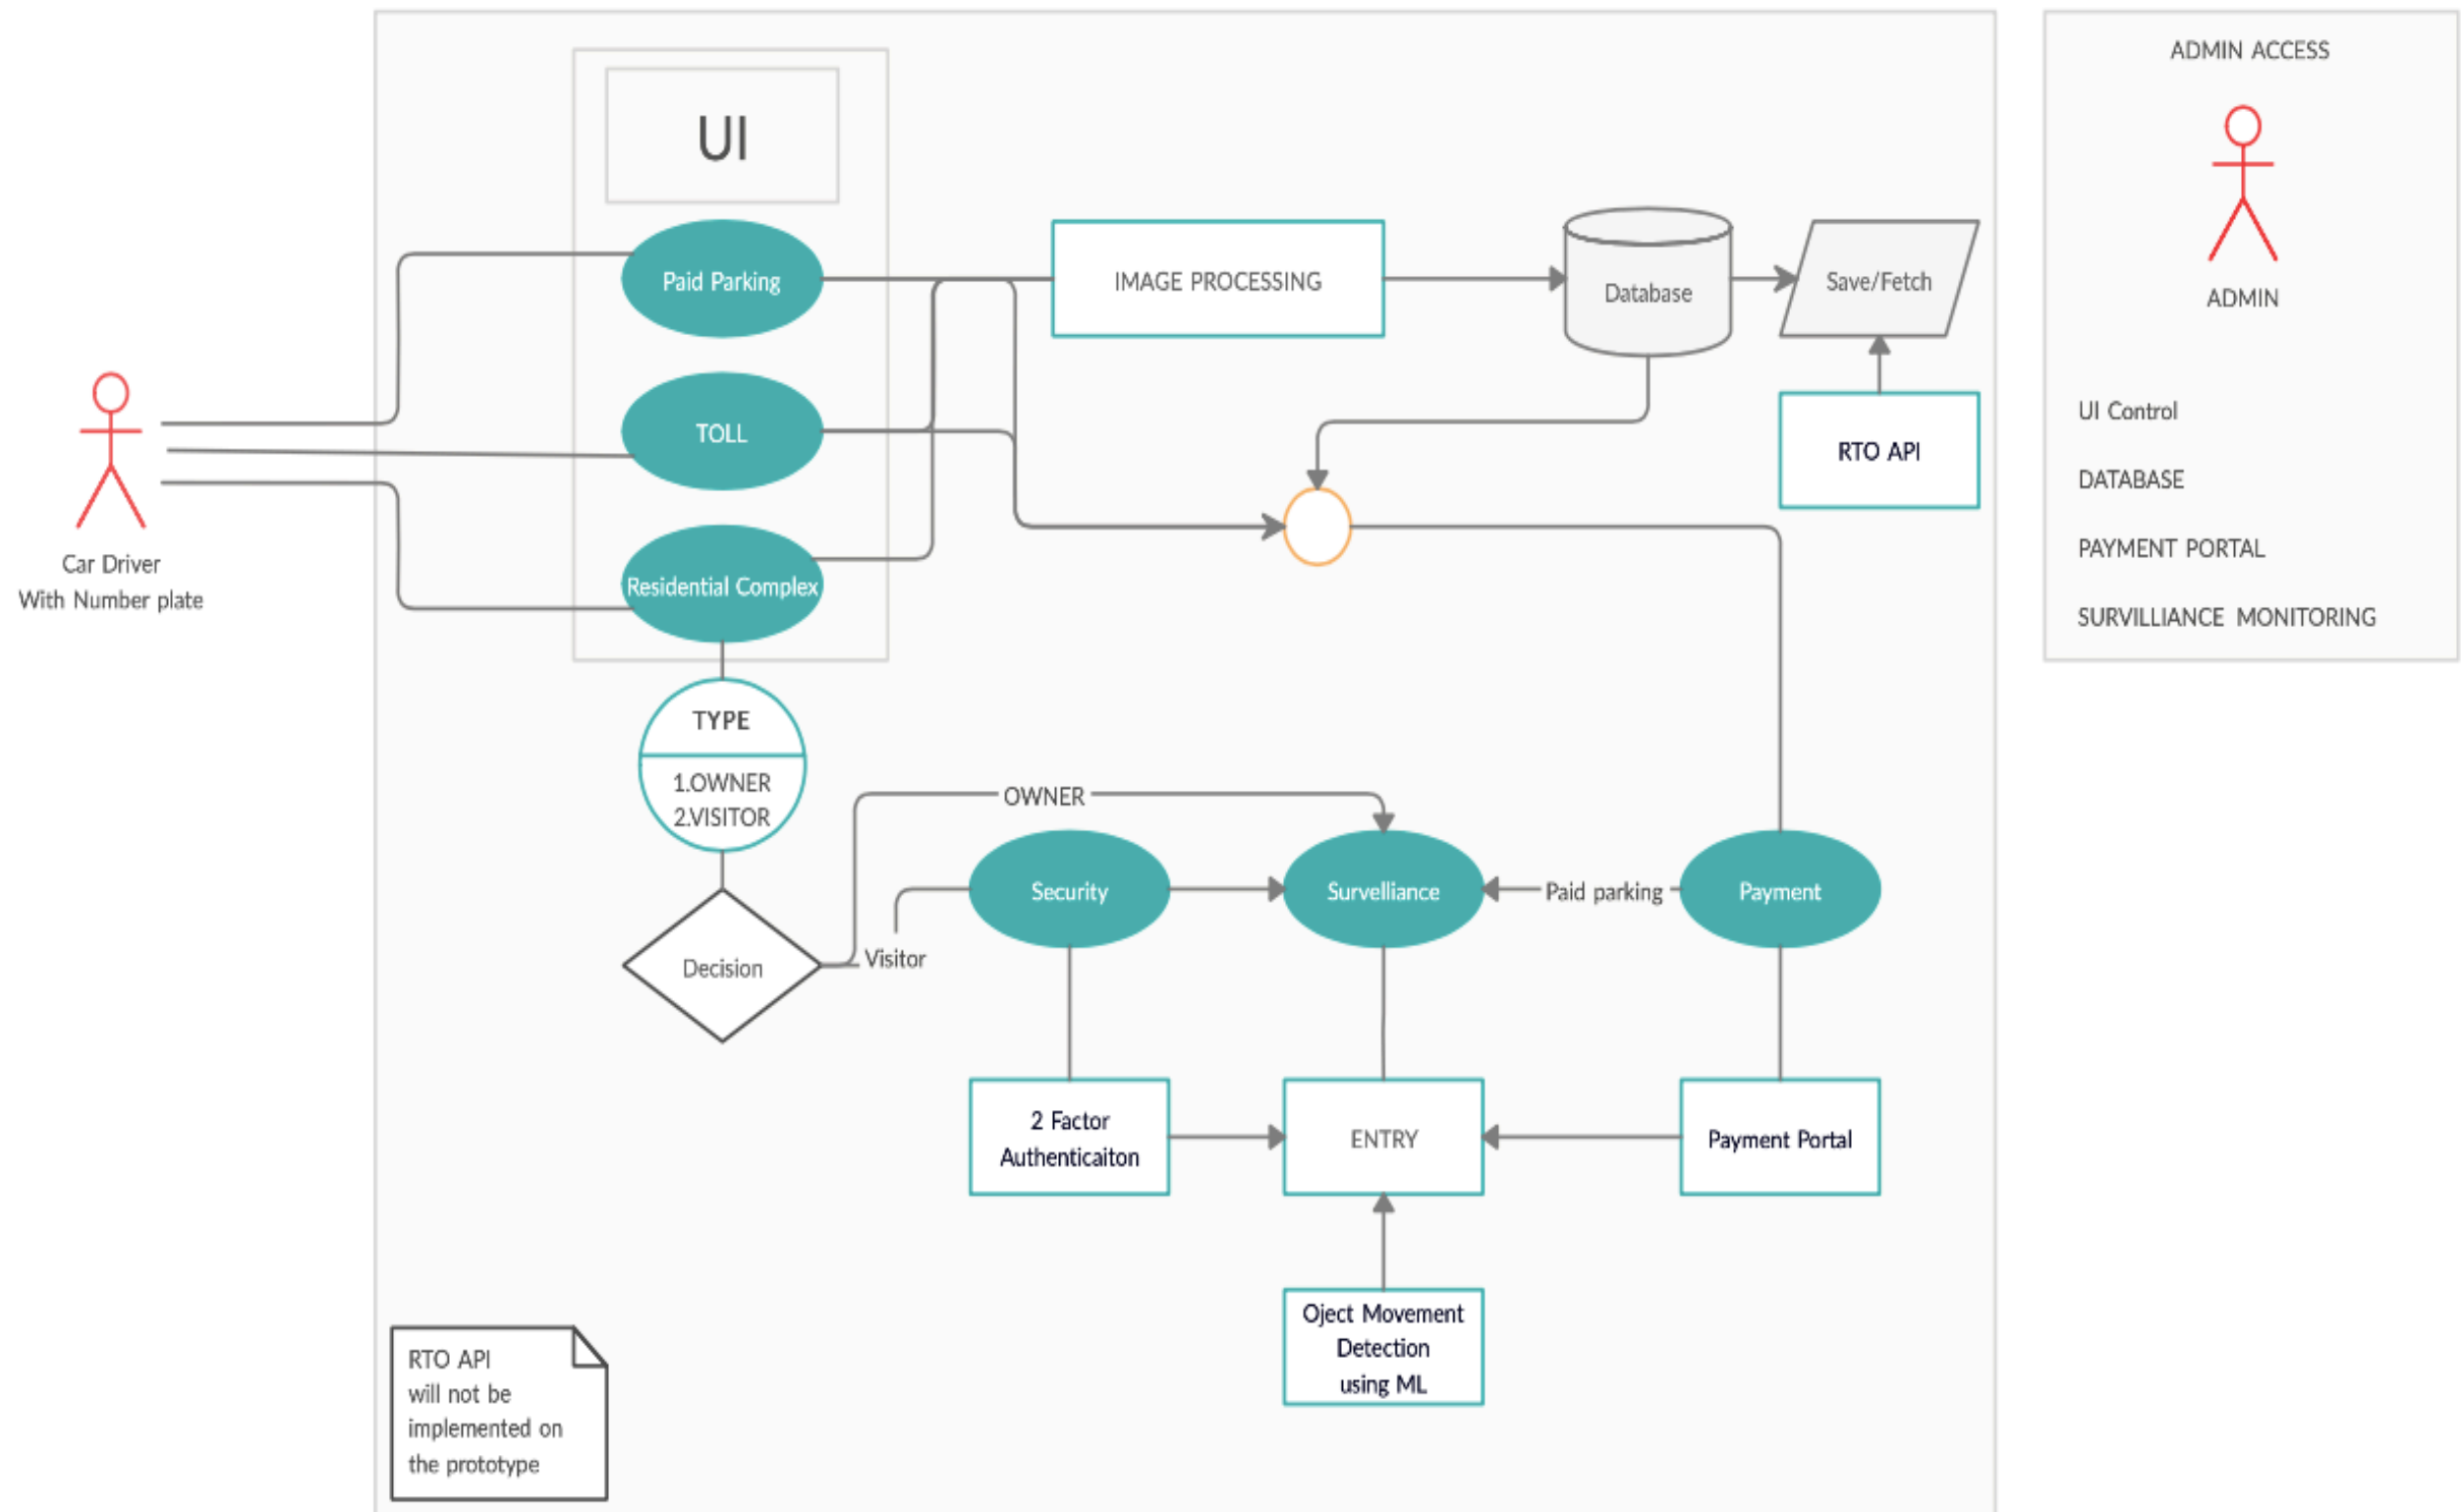 UI
Paid Parking
TOLL
Residential Complex
Car Driver
With Number plate
IMAGE PROCESSING
Database
Save/Fetch
RTO API
TYPE
1.OWNER
2.VISITOR
Decision
OWNER
Visitor
Security
Survelliance
Paid parking
Payment
2 Factor
Authenticaiton
ENTRY
Payment Portal
Oject Movement
Detection
using ML
RTO API
will not be
implemented on
the prototype
ADMIN ACCESS
ADMIN
UI Control
DATABASE
PAYMENT PORTAL
SURVILLIANCE MONITORING